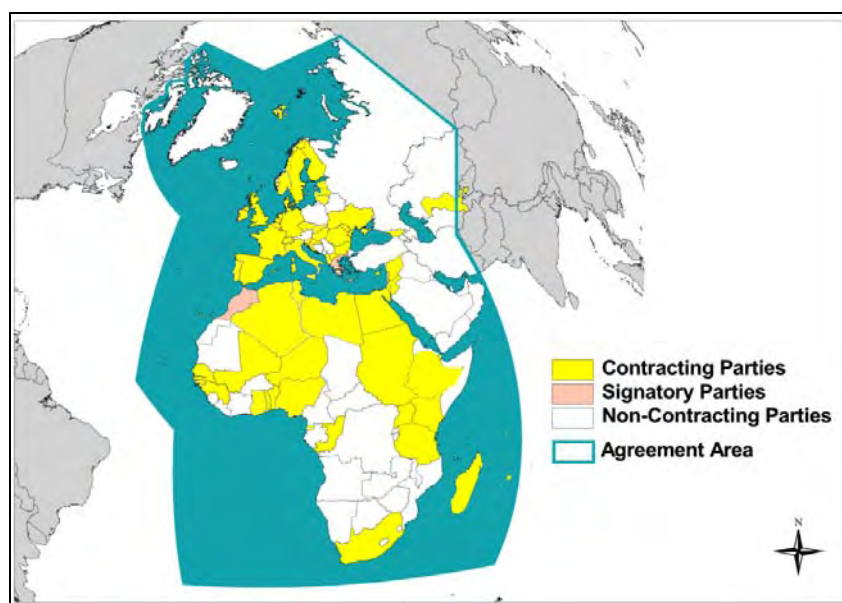 Contracting Parties
Signatory Parties
Non-Contracting Parties
Agreement Area
N